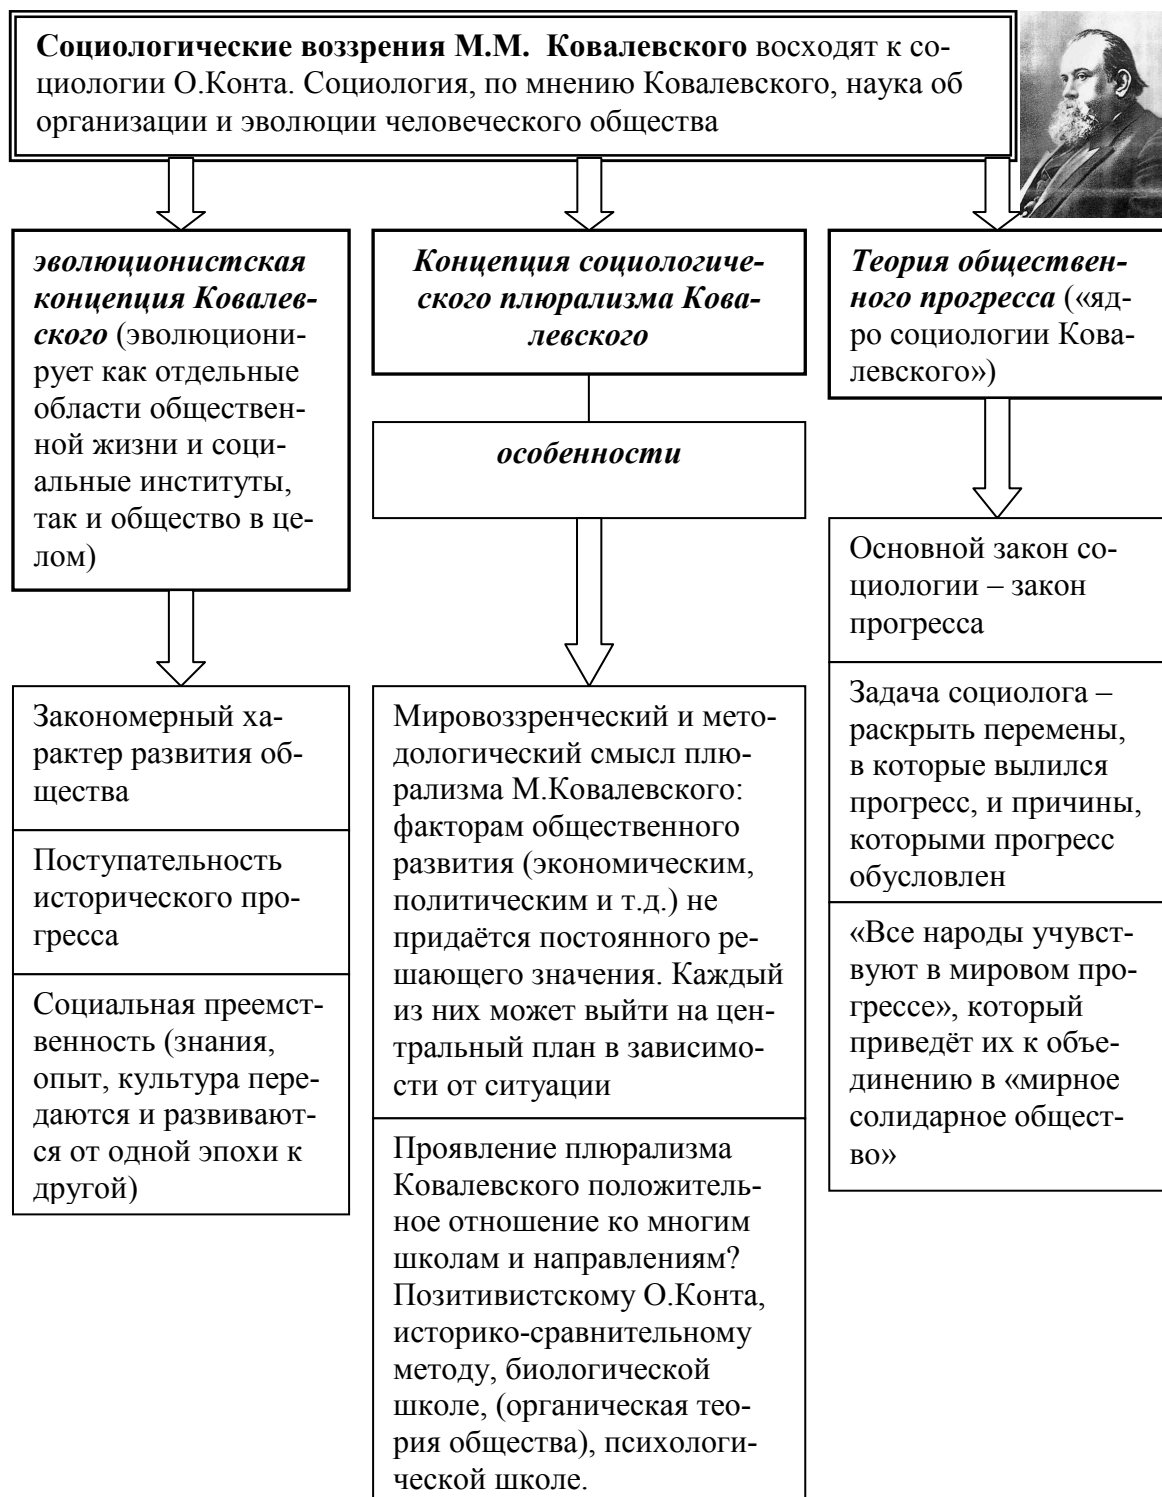 Социологические воззрения М.М. Ковалевского восходят к со-
циологии О.Конта. Социология, по мнению Ковалевского, наука об
организации и эволюции человеческого общества
эволюционистская
концепция Ковалев-
ского (эволюциони-
рует как отдельные
области обществен-
ной жизни и соци-
альные институты,
так и общество в це-
лом)
Закономерный ха-
рактер развития об-
щества
Поступательность
исторического про-
гресса
Социальная преемст-
венность (знания,
опыт, культура пере-
даются и развивают-
ся от одной эпохи к
другой)
Концепция социологиче-
ского плюрализма Кова-
левского
особенности
Мировоззренческий и мето-
дологический смысл плю-
рализма М.Ковалевского:
факторам общественного
развития (экономическим,
политическим и т.д.) не
придаётся постоянного ре-
шающего значения. Каждый
из них может выйти на цен-
тральный план в зависимо-
сти от ситуации
Проявление плюрализма
Ковалевского положитель-
ное отношение ко многим
школам и направлениям?
Позитивистскому О.Конта,
историко-сравнительному
методу, биологической
школе, (органическая тео-
рия общества), психологи-
ческой школе.
Теория обществен-
ного прогресса («яд-
ро социологии Кова-
левского»)
Основной закон со-
циологии – закон
прогресса
Задача социолога –
раскрыть перемены,
в которые вылился
прогресс, и причины,
которыми прогресс
обусловлен
«Все народы учувст-
вуют в мировом про-
грессе», который
приведёт их к объе-
динению в «мирное
солидарное общест-
во»